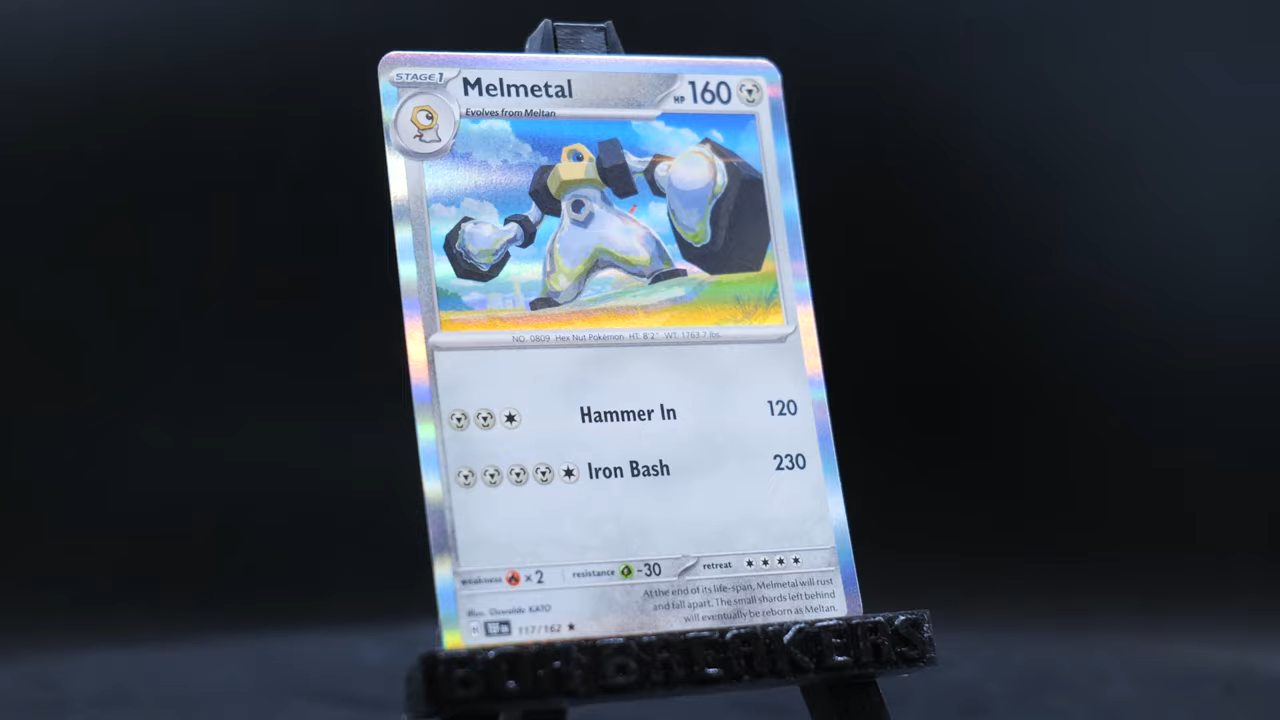 STAGE 1
Melmetal
HP 160
Evolves from Meltan
NO. 0809 Hex Nut Pokémon HT: 8'2" WT: 1763.7 lbs.
Hammer In 120
Iron Bash 230
weakness ×2 resistance -30 retreat
Illus. Oswaldo KATO
At the end of its life-span, Melmetal will rust
and fall apart. The small shards left behind
will eventually be reborn as Meltan.
117/162